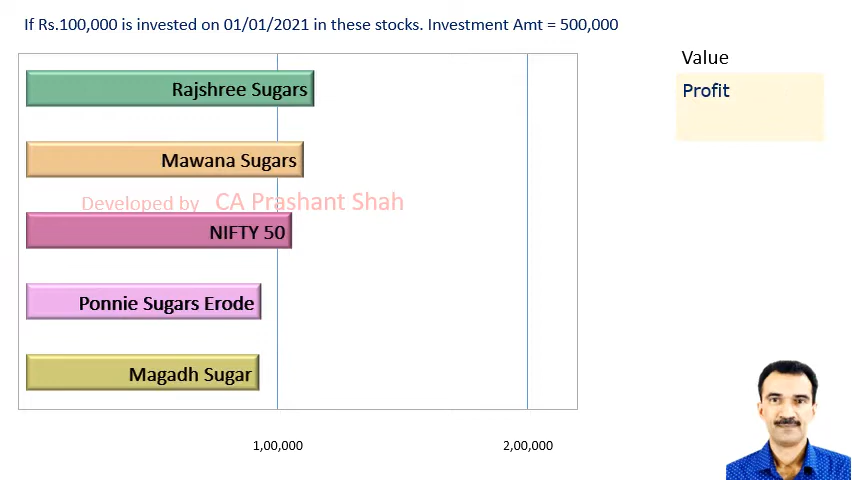 If Rs.100,000 is invested on 01/01/2021 in these stocks. Investment Amt = 500,000
Value
Profit
Rajshree Sugars
Mawana Sugars
Developed by CA Prashant Shah
NIFTY 50
Ponnie Sugars Erode
Magadh Sugar
1,00,000
2,00,000